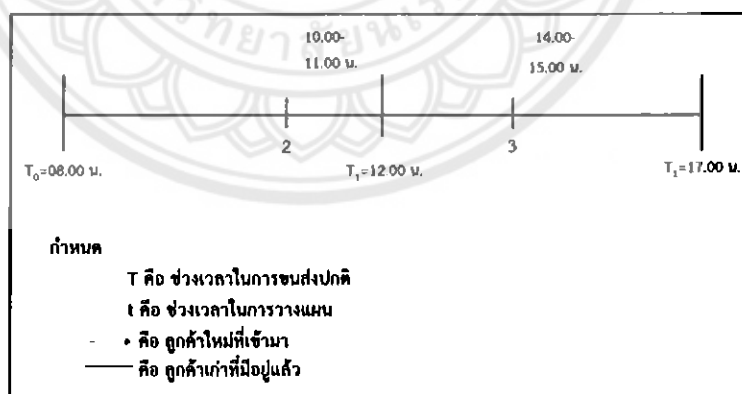 10.00-
11.00 น.
14.00-
15.00 น.
2
3
T₀=08.00 น.
T₁=12.00 น.
T₁=17.00 น.
กำหนด
T คือ ช่วงเวลาในการขนส่งปกติ
t คือ ช่วงเวลาในการวางแผน
คือ ลูกค้าใหม่ที่เข้ามา
คือ ลูกค้าเก่าที่มีอยู่แล้ว